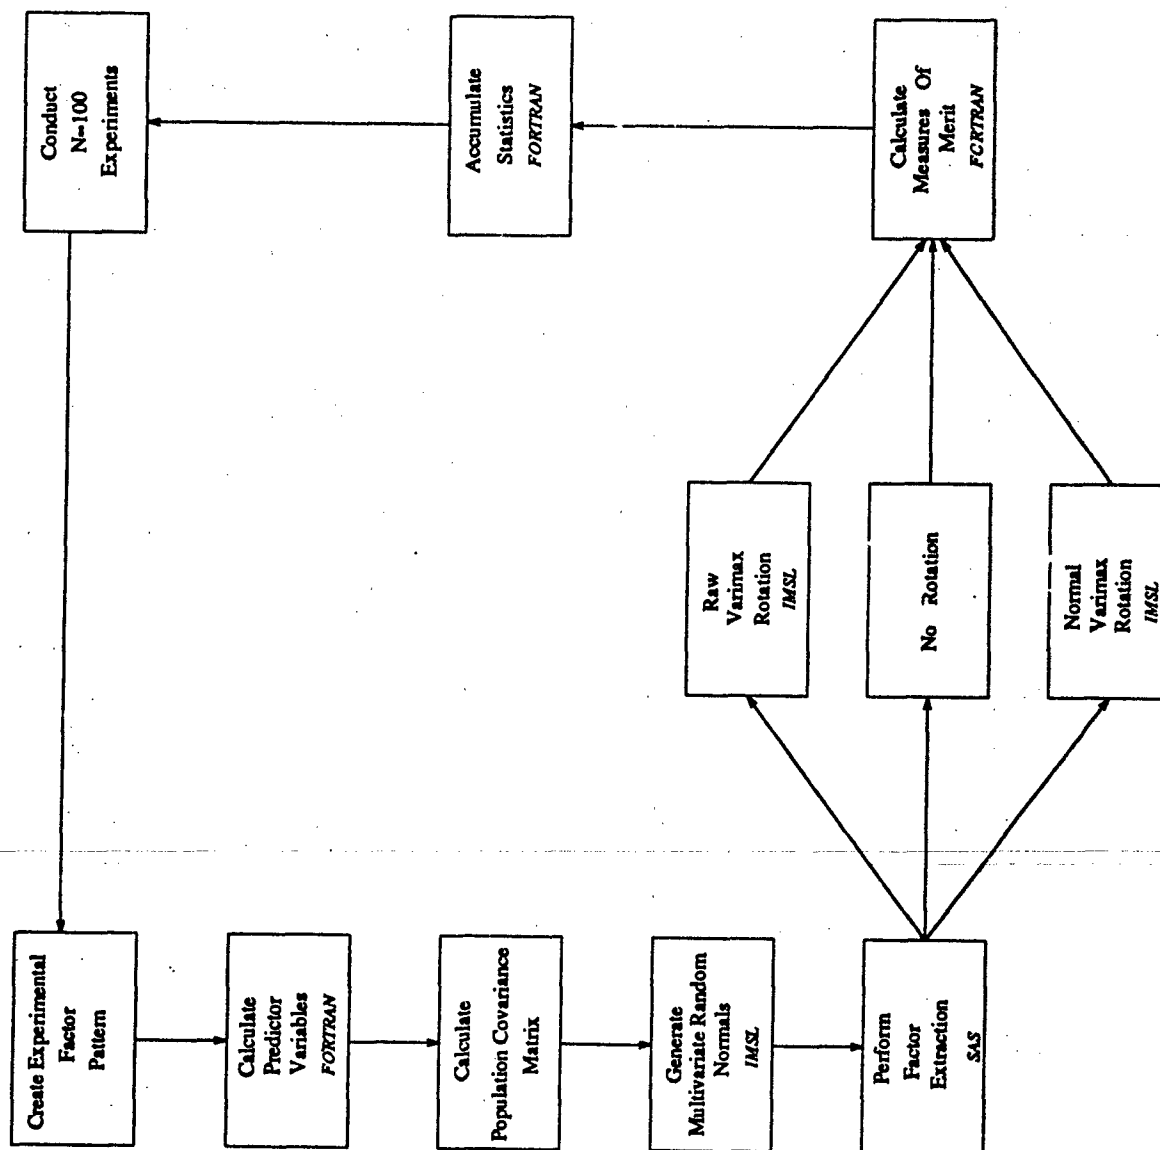 Create Experimental
Factor
Pattern
Calculate
Predictor
Variables
FORTRAN
Calculate
Population Covariance
Matrix
Generate
Multivariate Random
Normals
IMSL
Perform
Factor
Extraction
SAS
Raw
Varimax
Rotation
IMSL
No Rotation
Normal
Varimax
Rotation
IMSL
Calculate
Measures Of
Merit
FORTRAN
Accumulate
Statistics
FORTRAN
Conduct
N=100
Experiments